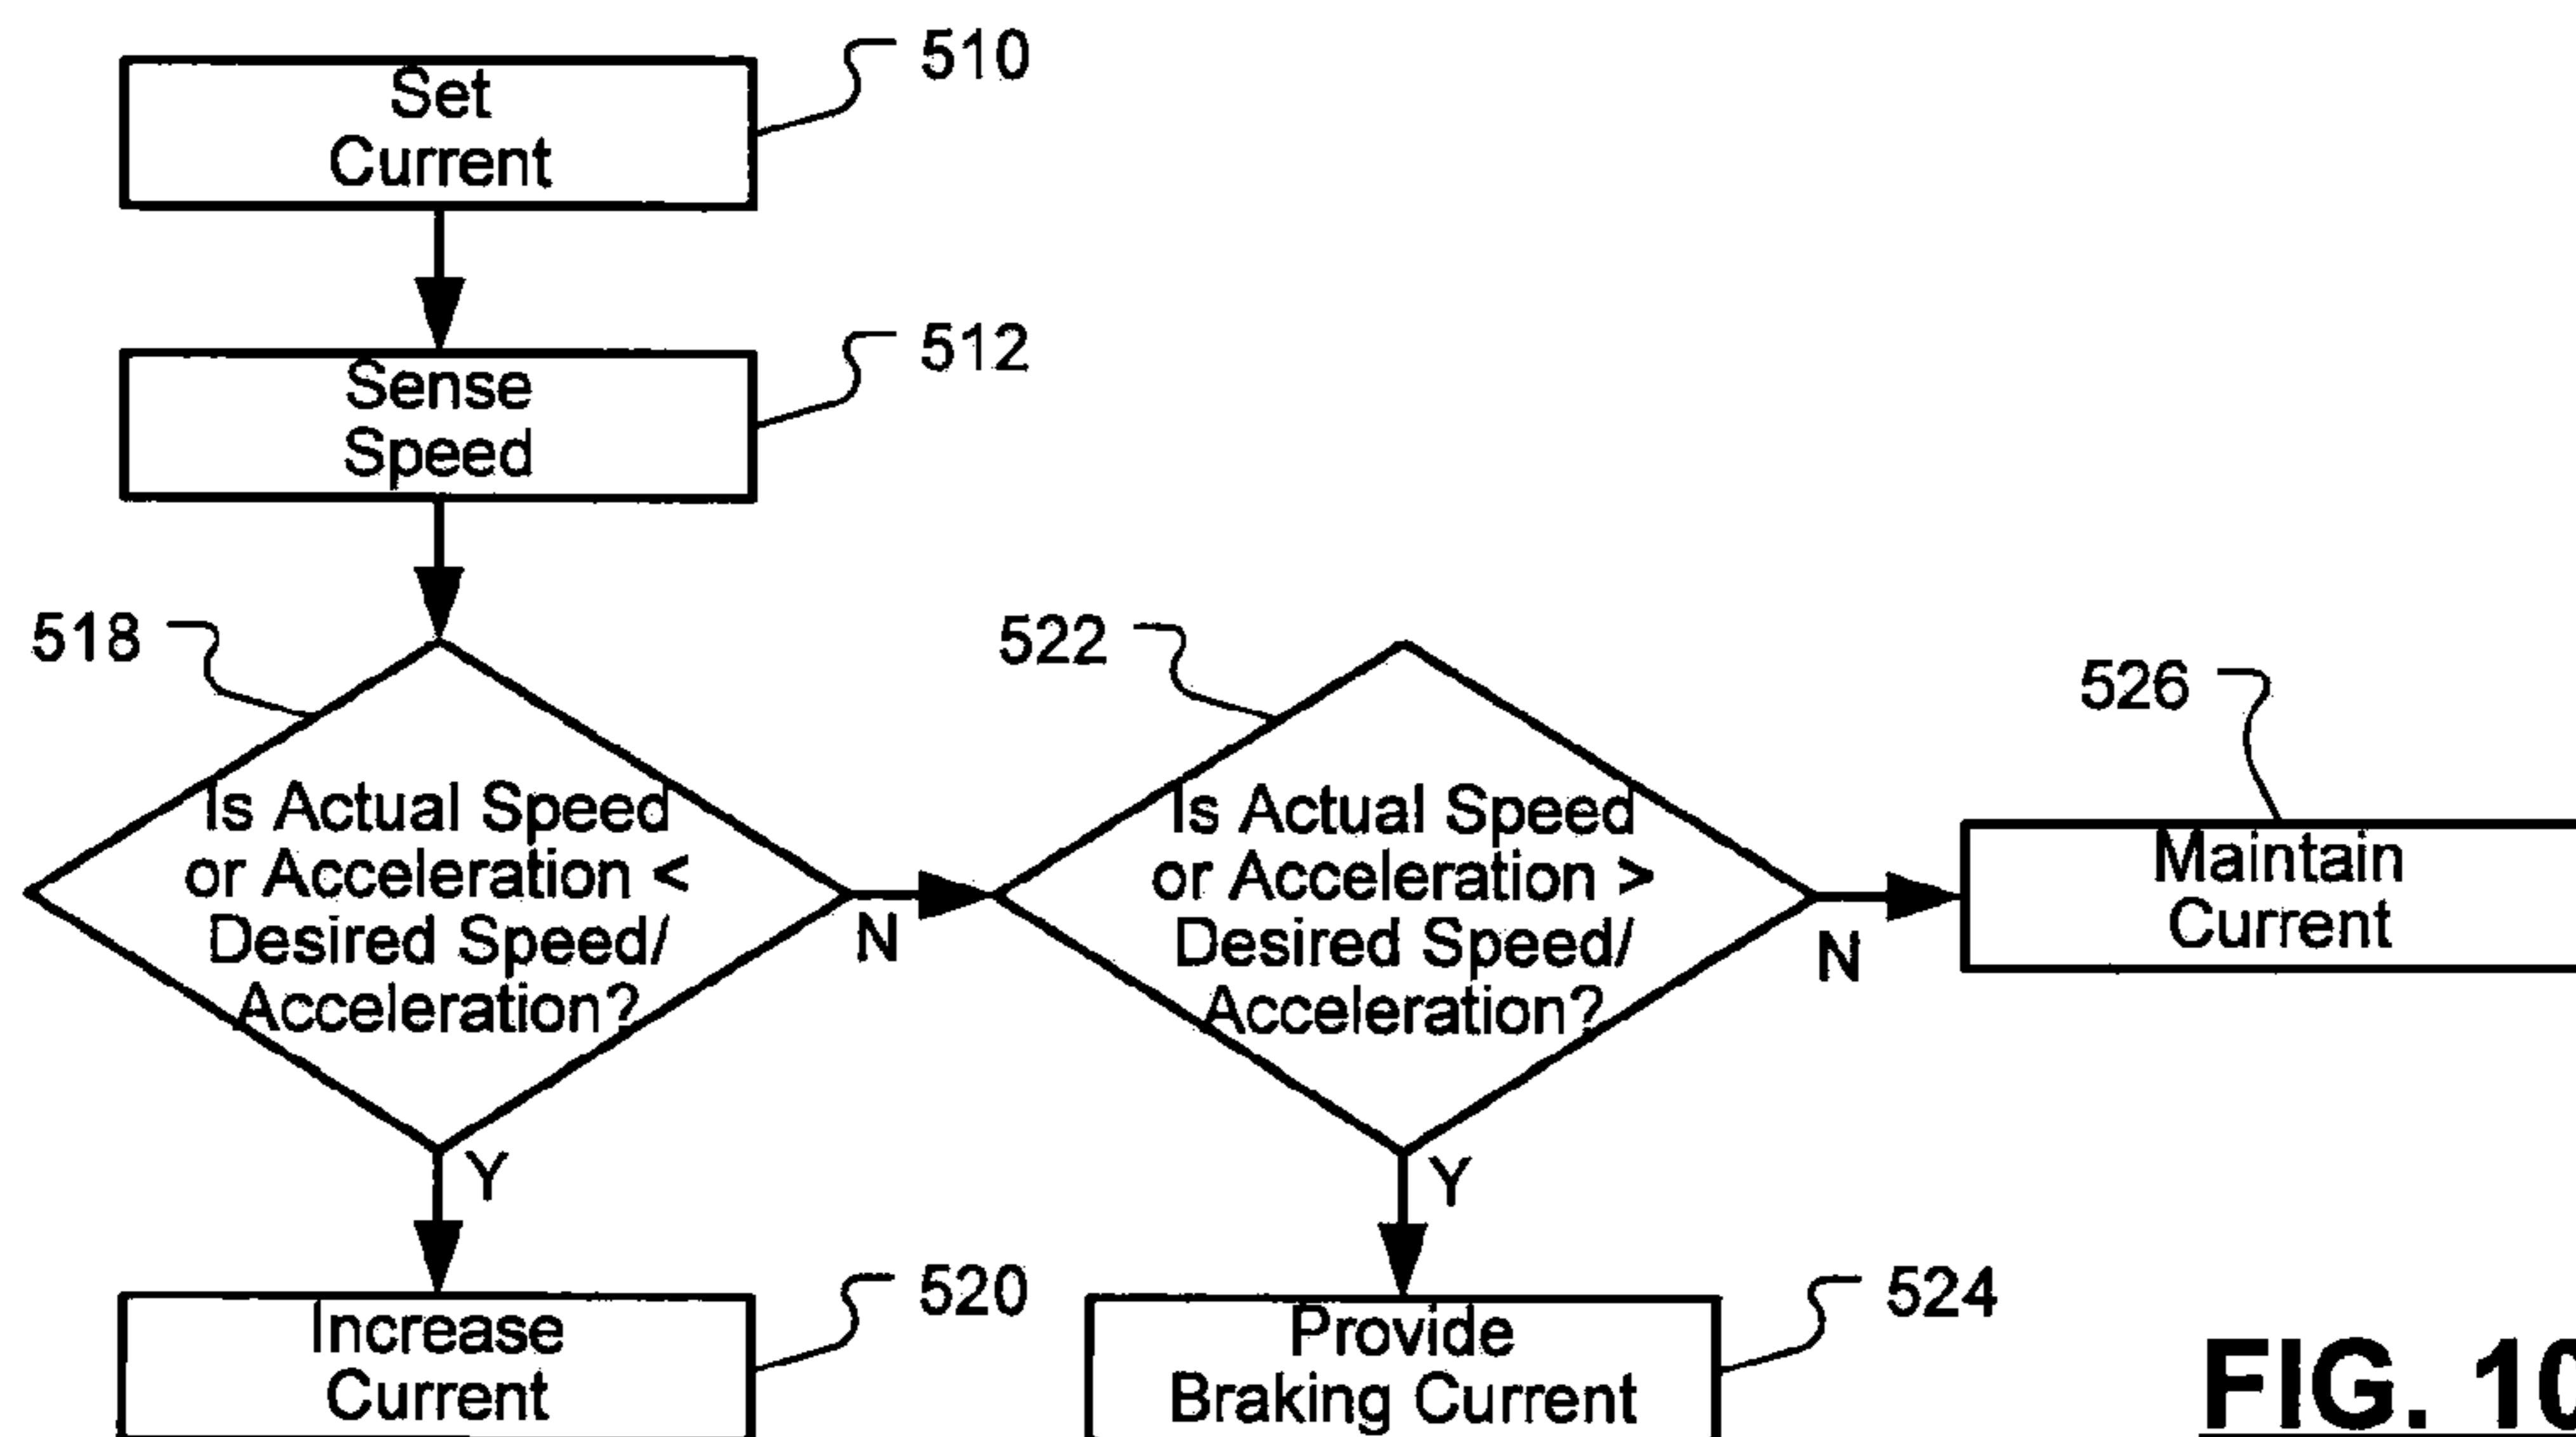 510
Set
Current
512
Sense
Speed
518
Is Actual Speed
or Acceleration <
Desired Speed/
Acceleration?
N
Y
522
Is Actual Speed
or Acceleration >
Desired Speed/
Acceleration?
N
Y
526
Maintain
Current
520
Increase
Current
524
Provide
Braking Current
FIG. 10